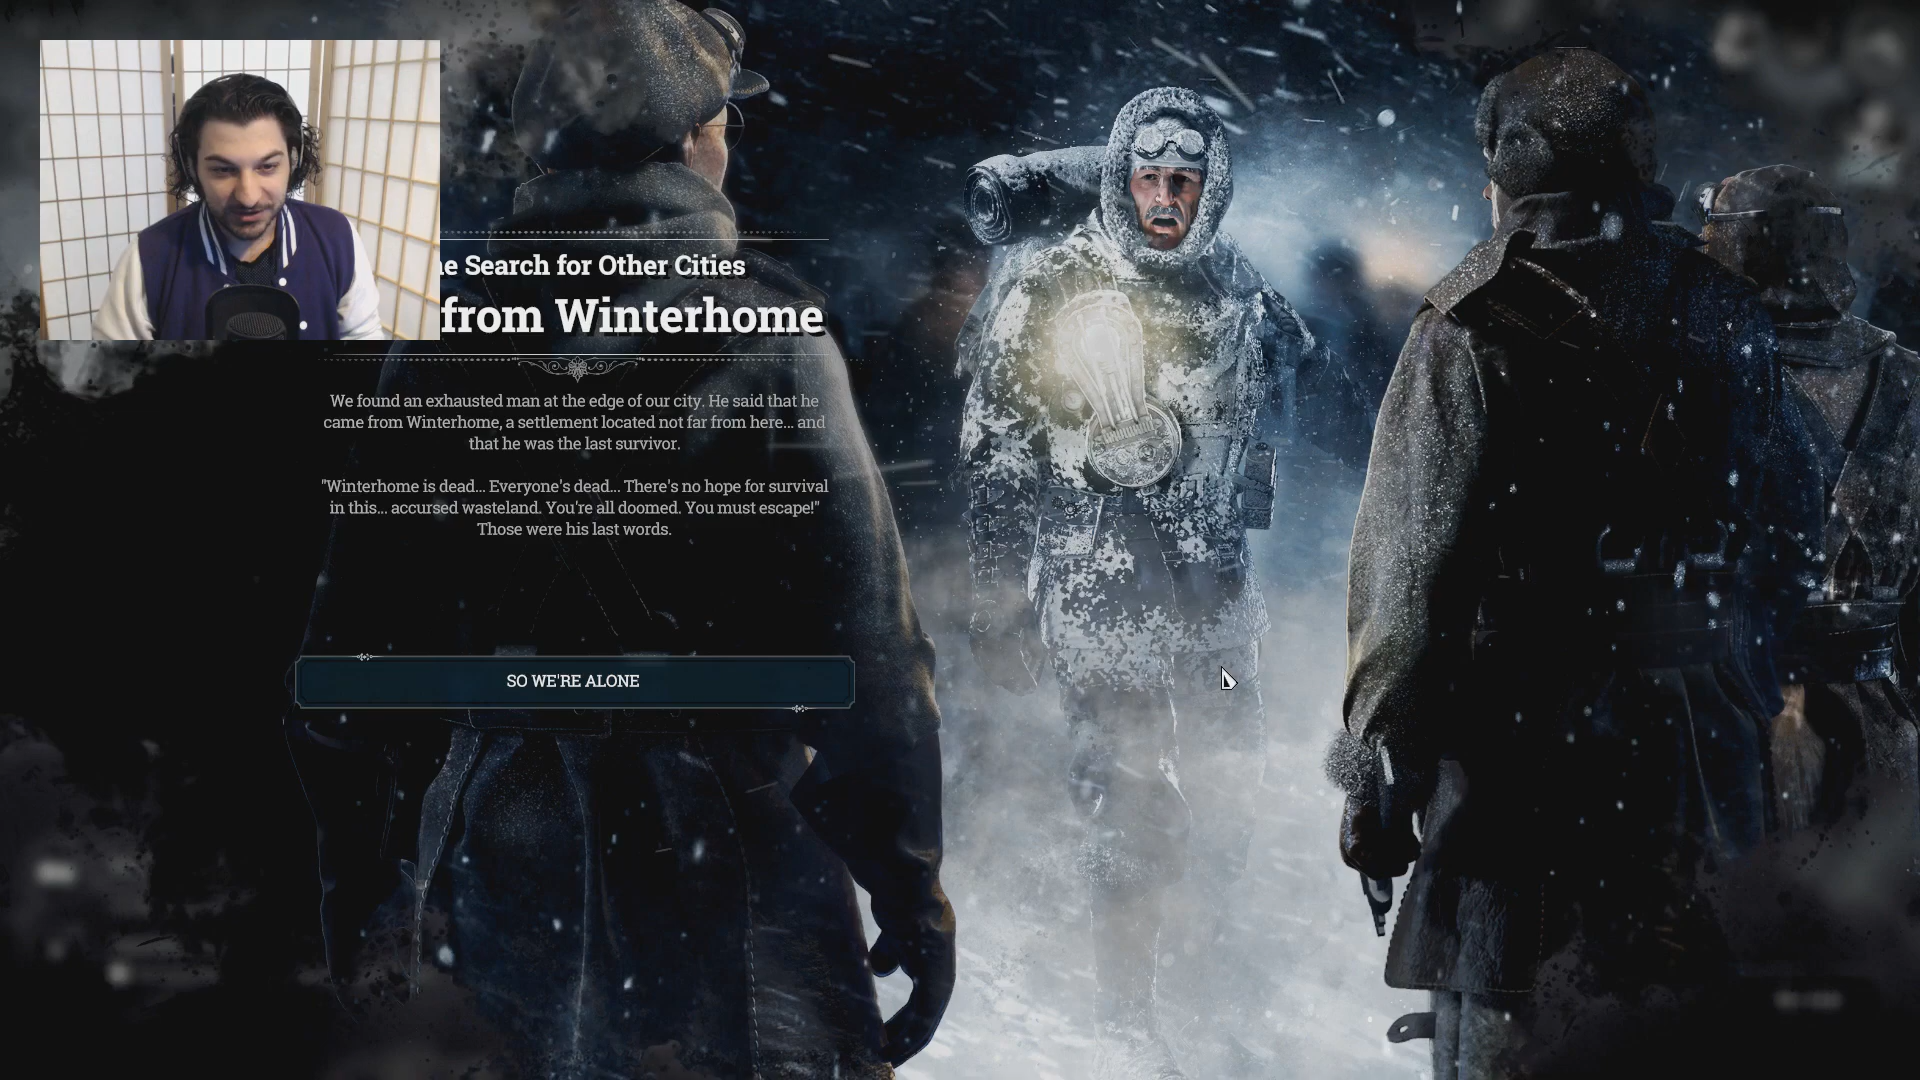 e Search for Other Cities
from Winterhome
We found an exhausted man at the edge of our city. He said that he
came from Winterhome, a settlement located not far from here... and
that he was the last survivor.
"Winterhome is dead... Everyone's dead... There's no hope for survival
in this... accursed wasteland. You're all doomed. You must escape!"
Those were his last words.
SO WE'RE ALONE